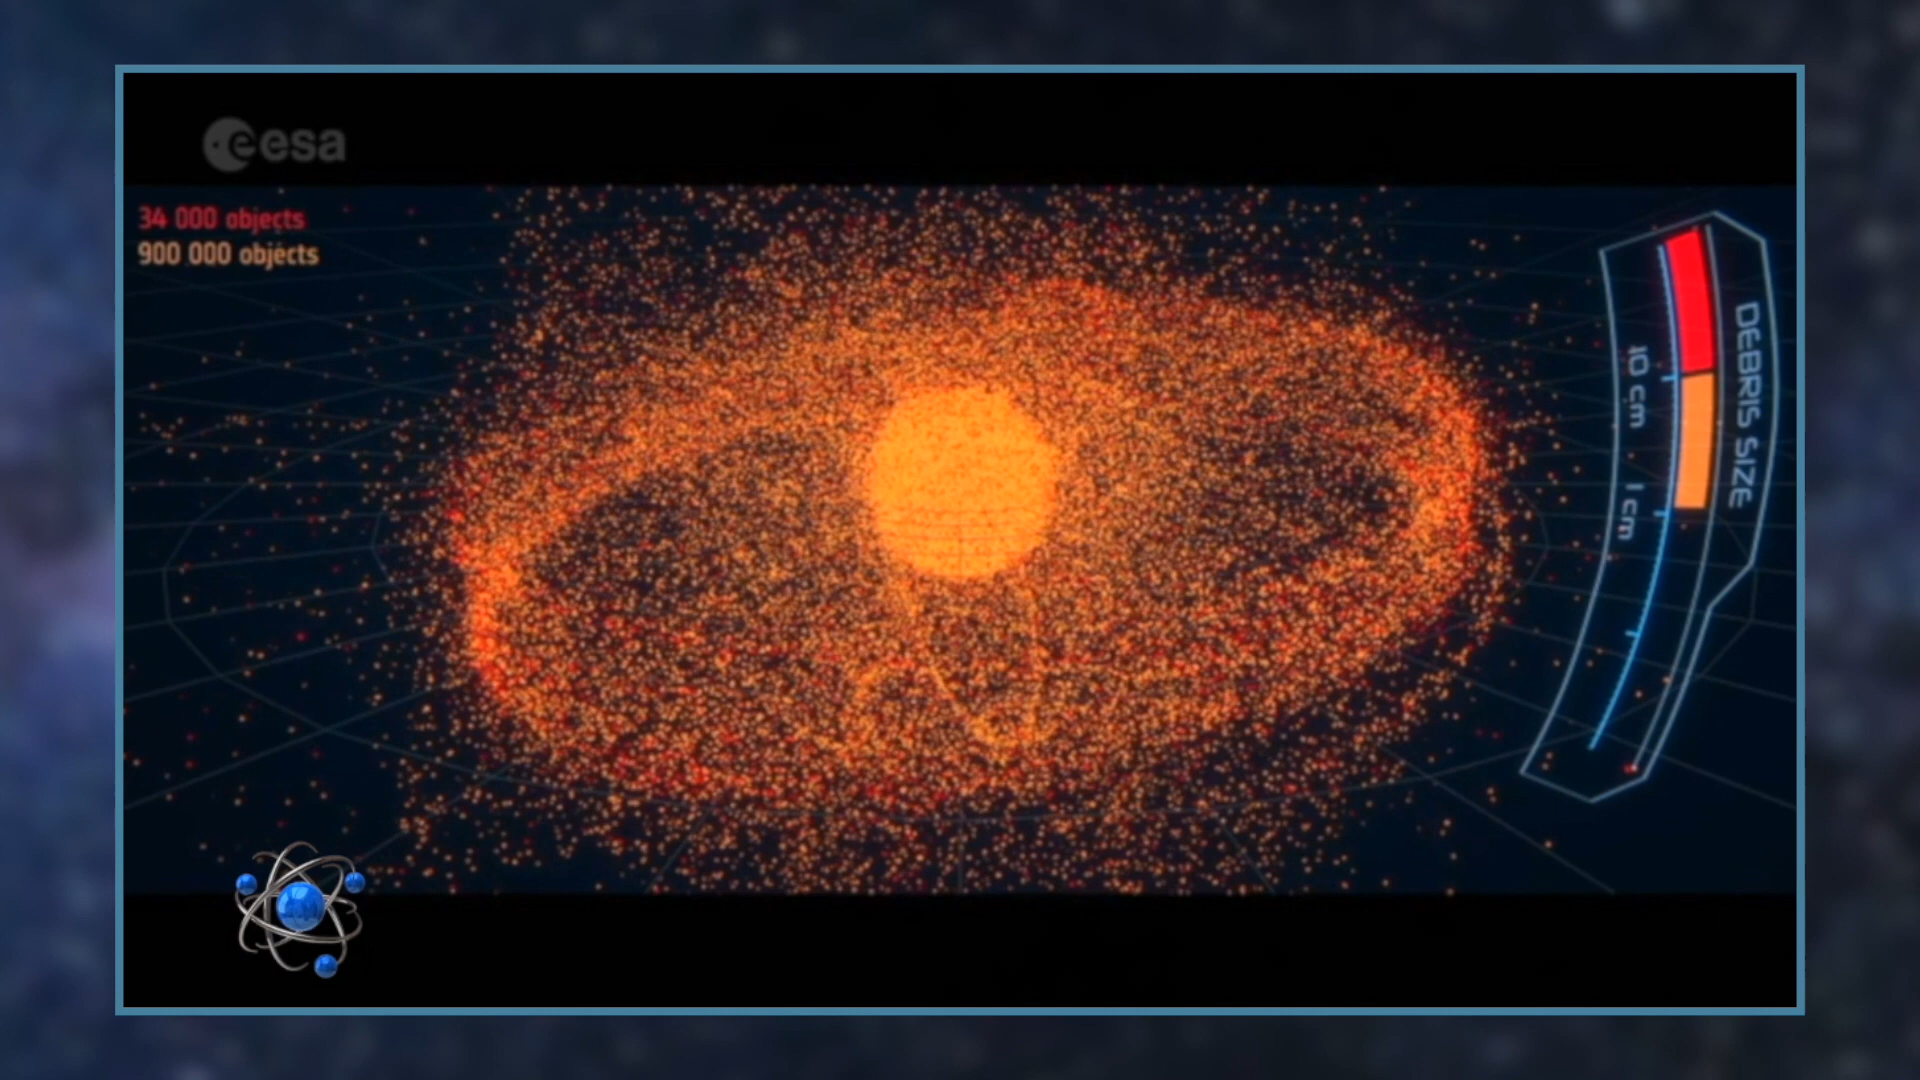 esa
34 000 objects
900 000 objects
10 cm
1 cm
DEBRIS SIZE